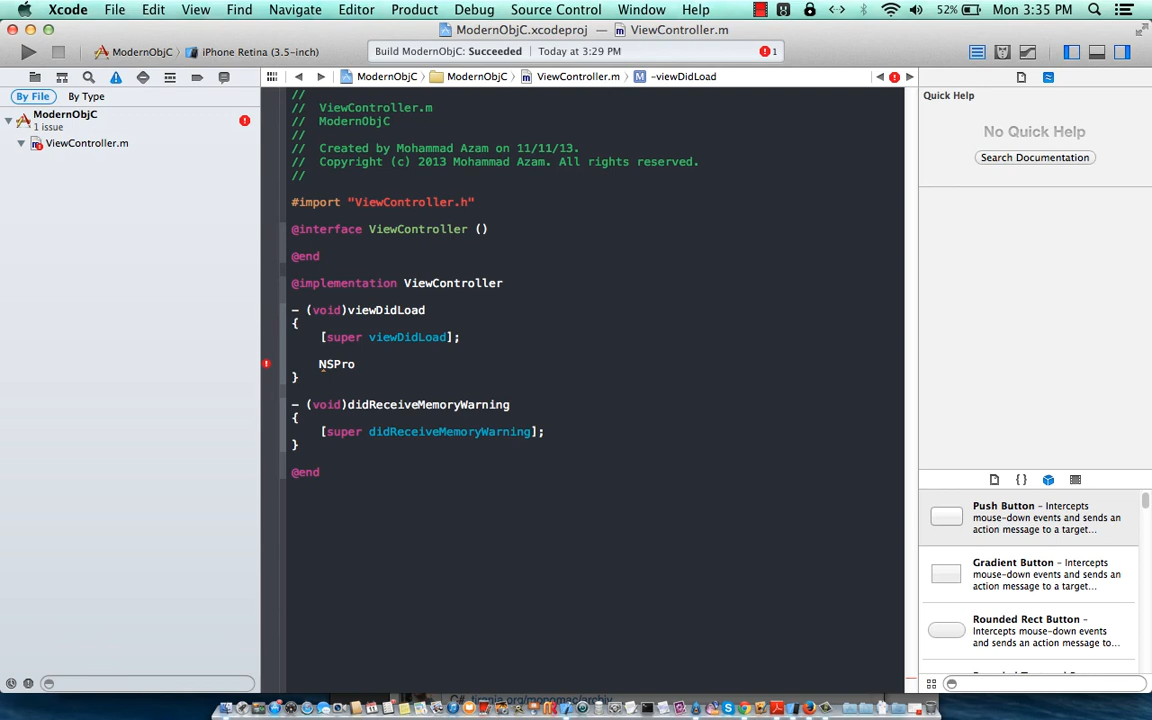 Xcode File Edit View Find Navigate Editor Product Debug Source Control Window Help 52% Mon 3:35 PM
ModernObjC.xcodeproj — ViewController.m
ModernObjC iPhone Retina (3.5-inch) Build ModernObjC: Succeeded Today at 3:29 PM 1
ModernObjC ModernObjC ViewController.m M -viewDidLoad
By File By Type
ModernObjC
1 issue
ViewController.m
//
// ViewController.m
// ModernObjC
//
// Created by Mohammad Azam on 11/11/13.
// Copyright (c) 2013 Mohammad Azam. All rights reserved.
//
#import "ViewController.h"
@interface ViewController ()
@end
@implementation ViewController
- (void)viewDidLoad
{
[super viewDidLoad];
NSPro
}
- (void)didReceiveMemoryWarning
{
[super didReceiveMemoryWarning];
}
@end
Quick Help
No Quick Help
Search Documentation
{ }
Push Button – Intercepts
mouse-down events and sends an
action message to a target...
Gradient Button – Intercepts
mouse-down events and sends an
action message to a target...
Rounded Rect Button –
Intercepts mouse-down events
and sends an action message to...